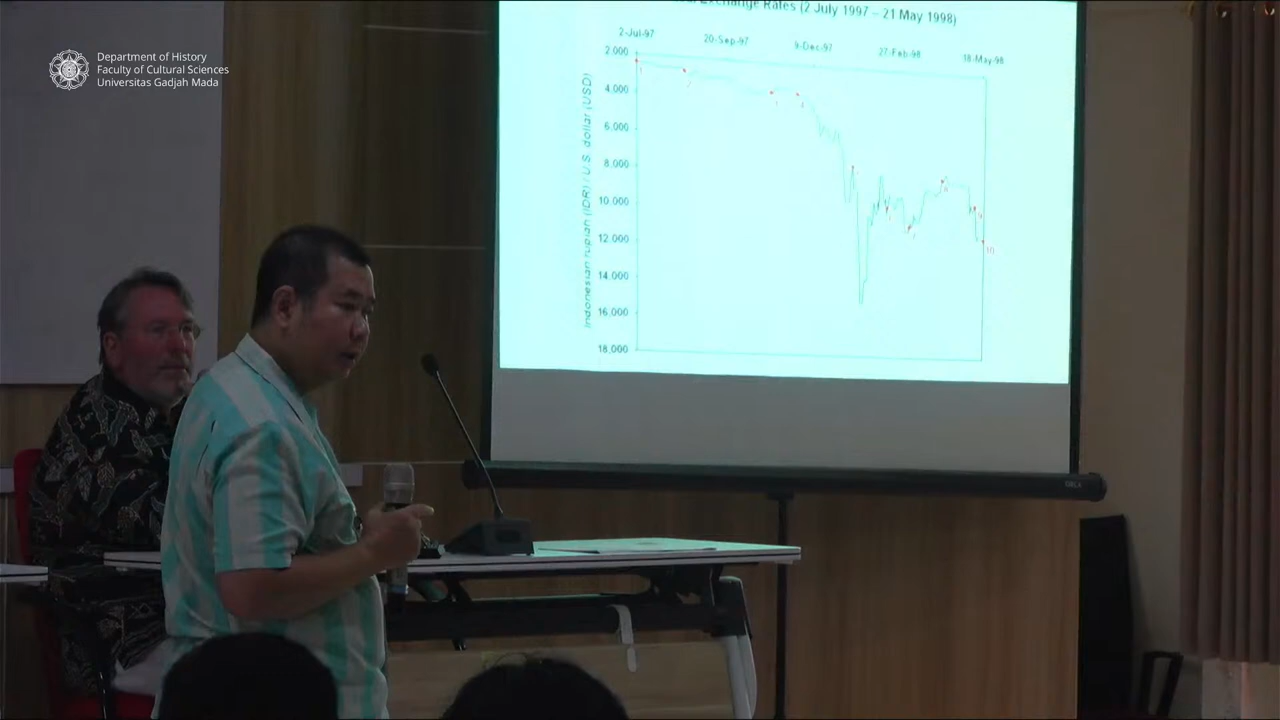 Department of History
Faculty of Cultural Sciences
Universitas Gadjah Mada
Exchange Rates (2 July 1997 – 21 May 1998)
2-Jul-97
20-Sep-97
9-Dec-97
27-Feb-98
18-May-98
2.000
4.000
6.000
8.000
10.000
12.000
14.000
16.000
18.000
Indonesian rupiah (IDR) / U.S. dollar (USD)